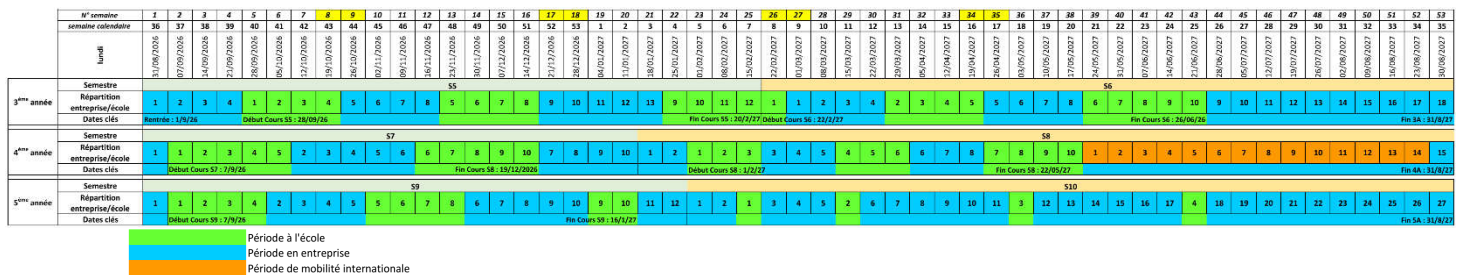 N° semaine 1 2 3 4 5 6 7 8 9 10 11 12 13 14 15 16 17 18 19 20 21 22 23 24 25 26 27 28 29 30 31 32 33 34 35 36 37 38 39 40 41 42 43 44 45 46 47 48 49 50 51 52 53
semaine calendaire 36 37 38 39 40 41 42 43 44 45 46 47 48 49 50 51 52 53 1 2 3 4 5 6 7 8 9 10 11 12 13 14 15 16 17 18 19 20 21 22 23 24 25 26 27 28 29 30 31 32 33 34 35
lundi 31/08/2026 07/09/2026 14/09/2026 21/09/2026 28/09/2026 05/10/2026 12/10/2026 19/10/2026 26/10/2026 02/11/2026 09/11/2026 16/11/2026 23/11/2026 30/11/2026 07/12/2026 14/12/2026 21/12/2026 28/12/2026 04/01/2027 11/01/2027 18/01/2027 25/01/2027 01/02/2027 08/02/2027 15/02/2027 22/02/2027 01/03/2027 08/03/2027 15/03/2027 22/03/2027 29/03/2027 05/04/2027 12/04/2027 19/04/2027 26/04/2027 03/05/2027 10/05/2027 17/05/2027 24/05/2027 31/05/2027 07/06/2027 14/06/2027 21/06/2027 28/06/2027 05/07/2027 12/07/2027 19/07/2027 26/07/2027 02/08/2027 09/08/2027 16/08/2027 23/08/2027 30/08/2027
3ème année
Semestre S5 S6
Répartition entreprise/école 1 2 3 4 1 2 3 4 5 6 7 8 5 6 7 8 9 10 11 12 13 9 10 11 12 1 1 2 3 4 2 3 4 5 5 6 7 8 6 7 8 9 10 9 10 11 12 13 14 15 16 17 18
Dates clés Rentrée : 1/9/26 Début Cours S5 : 28/09/26 Fin Cours S5 : 20/2/27 Début Cours S6 : 22/2/27 Fin Cours S6 : 26/06/26 Fin 3A : 31/8/27
4ème année
Semestre S7 S8
Répartition entreprise/école 1 1 2 3 4 5 2 3 4 5 6 6 7 8 9 10 7 8 9 10 1 2 1 2 3 3 4 5 4 5 6 6 7 8 7 8 9 10 1 2 3 4 5 6 7 8 9 10 11 12 13 14 15
Dates clés Début Cours S7 : 7/9/26 Fin Cours S8 : 19/12/2026 Début Cours S8 : 1/2/27 Fin Cours S8 : 22/05/27 Fin 4A : 31/8/27
5ème année
Semestre S9 S10
Répartition entreprise/école 1 1 2 3 4 2 3 4 5 5 6 7 8 6 7 8 9 10 9 10 11 12 1 2 1 3 4 5 2 6 7 8 9 10 11 3 12 13 14 15 16 17 4 18 19 20 21 22 23 24 25 26 27
Dates clés Début Cours S9 : 7/9/26 Fin Cours S9 : 16/1/27 Fin 5A : 31/8/27
Période à l'école
Période en entreprise
Période de mobilité internationale